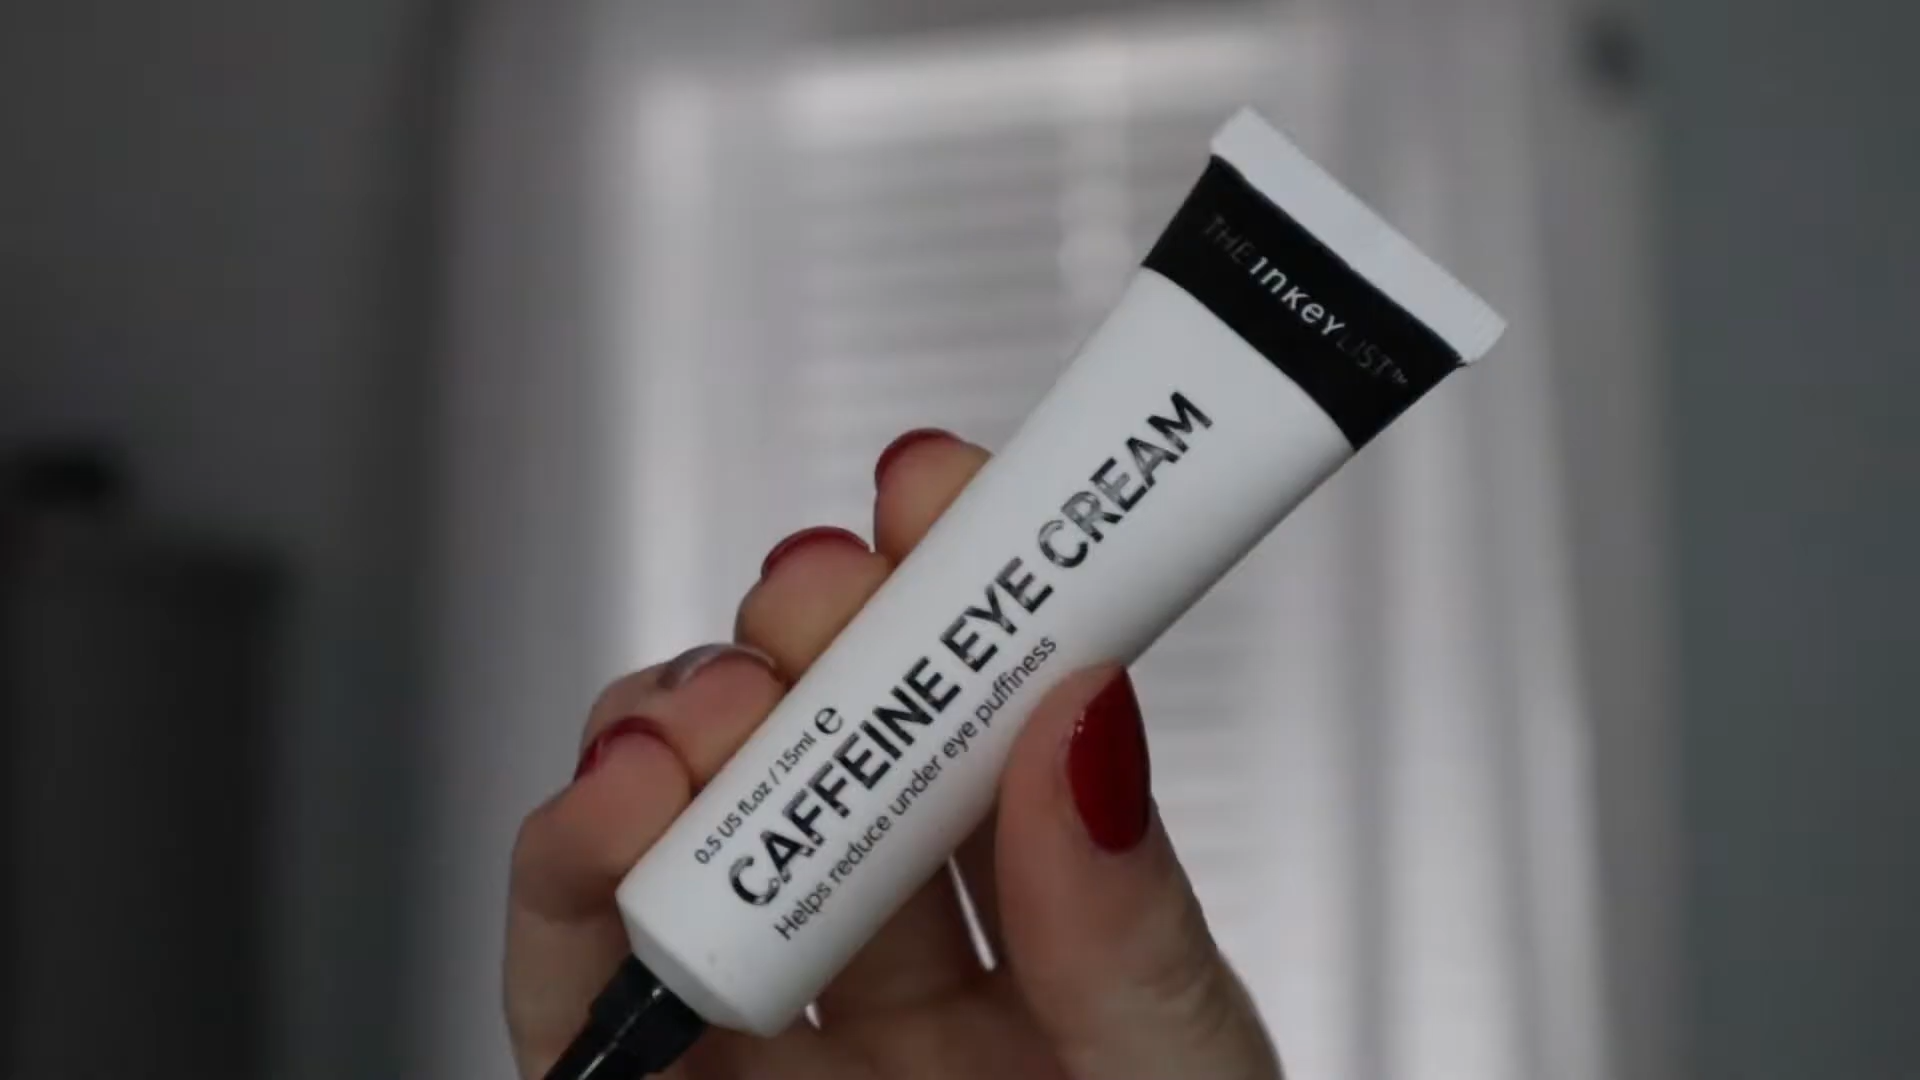 THE INKEY LIST™
0.5 US fl.oz / 15ml e
CAFFEINE EYE CREAM
Helps reduce under eye puffiness